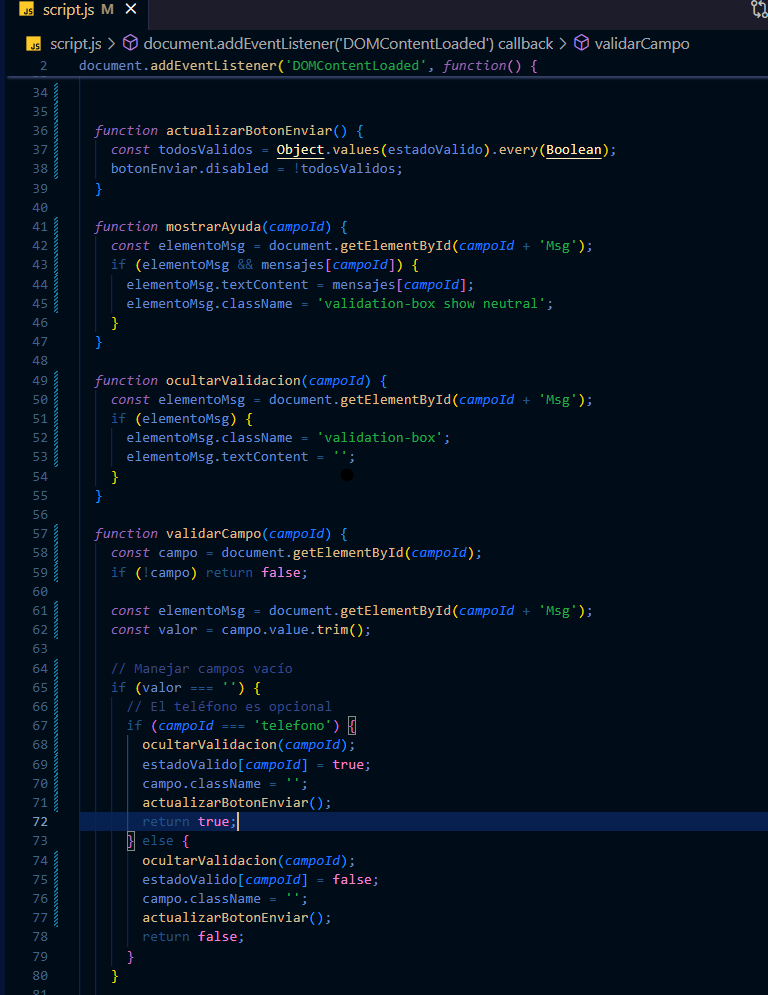 JS script.js M ×
JS script.js > document.addEventListener('DOMContentLoaded') callback > validarCampo
2 document.addEventListener('DOMContentLoaded', function() {
34
35
36 function actualizarBotonEnviar() {
37 const todosValidos = Object.values(estadoValido).every(Boolean);
38 botonEnviar.disabled = !todosValidos;
39 }
40
41 function mostrarAyuda(campoId) {
42 const elementoMsg = document.getElementById(campoId + 'Msg');
43 if (elementoMsg && mensajes[campoId]) {
44 elementoMsg.textContent = mensajes[campoId];
45 elementoMsg.className = 'validation-box show neutral';
46 }
47 }
48
49 function ocultarValidacion(campoId) {
50 const elementoMsg = document.getElementById(campoId + 'Msg');
51 if (elementoMsg) {
52 elementoMsg.className = 'validation-box';
53 elementoMsg.textContent = '';
54 }
55 }
56
57 function validarCampo(campoId) {
58 const campo = document.getElementById(campoId);
59 if (!campo) return false;
60
61 const elementoMsg = document.getElementById(campoId + 'Msg');
62 const valor = campo.value.trim();
63
64 // Manejar campos vacío
65 if (valor === '') {
66 // El teléfono es opcional
67 if (campoId === 'telefono') {
68 ocultarValidacion(campoId);
69 estadoValido[campoId] = true;
70 campo.className = '';
71 actualizarBotonEnviar();
72 return true;
73 } else {
74 ocultarValidacion(campoId);
75 estadoValido[campoId] = false;
76 campo.className = '';
77 actualizarBotonEnviar();
78 return false;
79 }
80 }